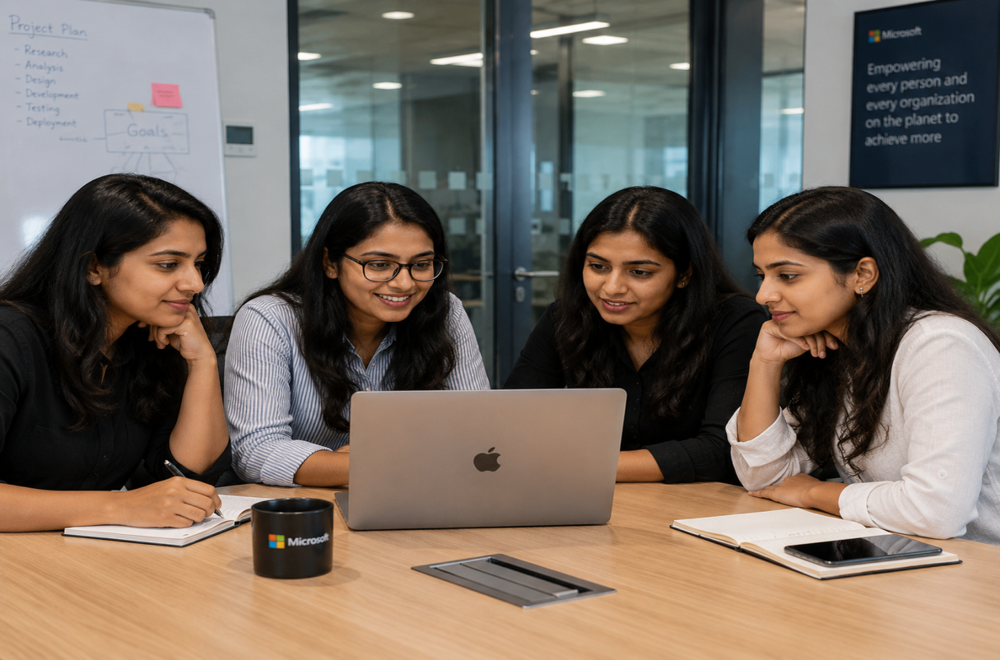 Project Plan
- Research
- Analysis
- Design
- Development
- Testing
- Deployment
Goals
Microsoft
Empowering
every person and
every organization
on the planet to
achieve more
Microsoft